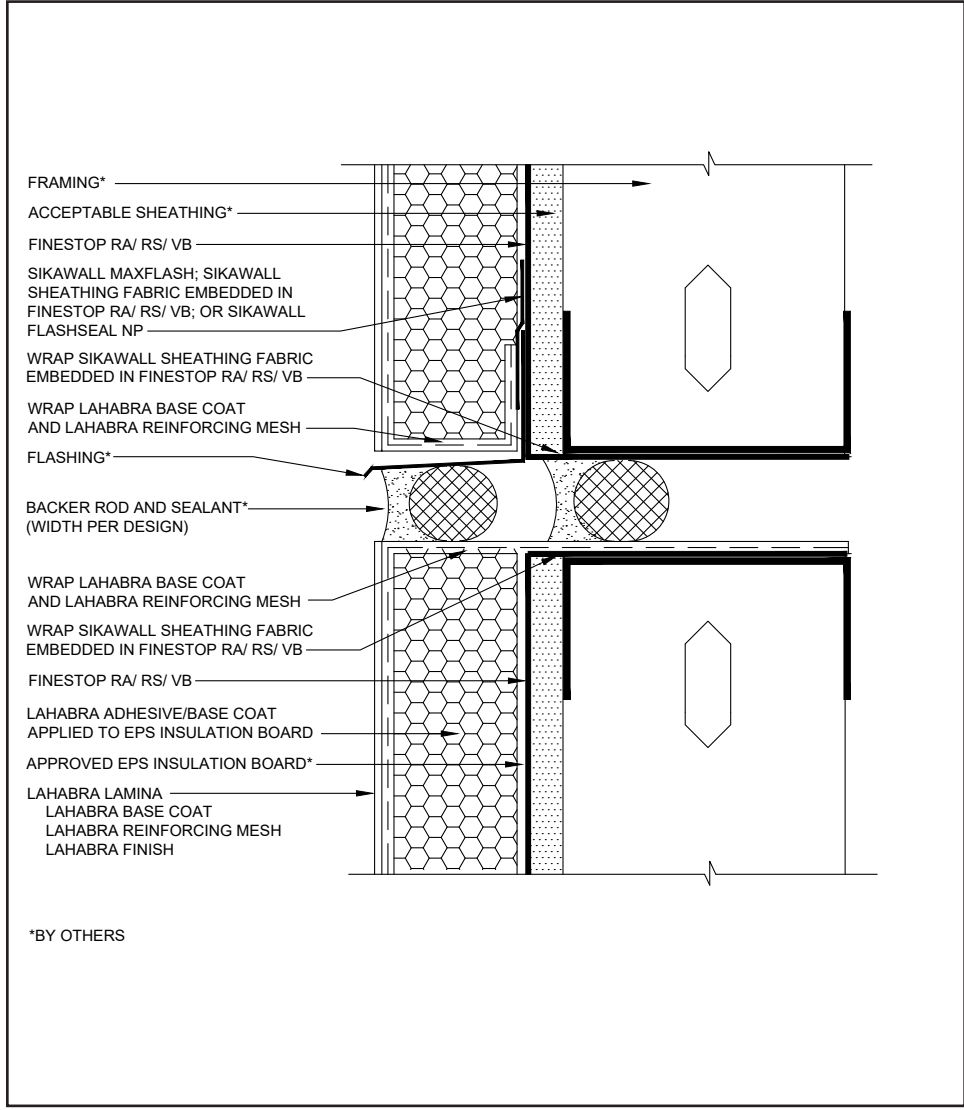 FRAMING*
ACCEPTABLE SHEATHING*
FINESTOP RA/ RS/ VB
SIKAWALL MAXFLASH; SIKAWALL
SHEATHING FABRIC EMBEDDED IN
FINESTOP RA/ RS/ VB; OR SIKAWALL
FLASHSEAL NP
WRAP SIKAWALL SHEATHING FABRIC
EMBEDDED IN FINESTOP RA/ RS/ VB
WRAP LAHABRA BASE COAT
AND LAHABRA REINFORCING MESH
FLASHING*
BACKER ROD AND SEALANT*
(WIDTH PER DESIGN)
WRAP LAHABRA BASE COAT
AND LAHABRA REINFORCING MESH
WRAP SIKAWALL SHEATHING FABRIC
EMBEDDED IN FINESTOP RA/ RS/ VB
FINESTOP RA/ RS/ VB
LAHABRA ADHESIVE/BASE COAT
APPLIED TO EPS INSULATION BOARD
APPROVED EPS INSULATION BOARD*
LAHABRA LAMINA
LAHABRA BASE COAT
LAHABRA REINFORCING MESH
LAHABRA FINISH
*BY OTHERS